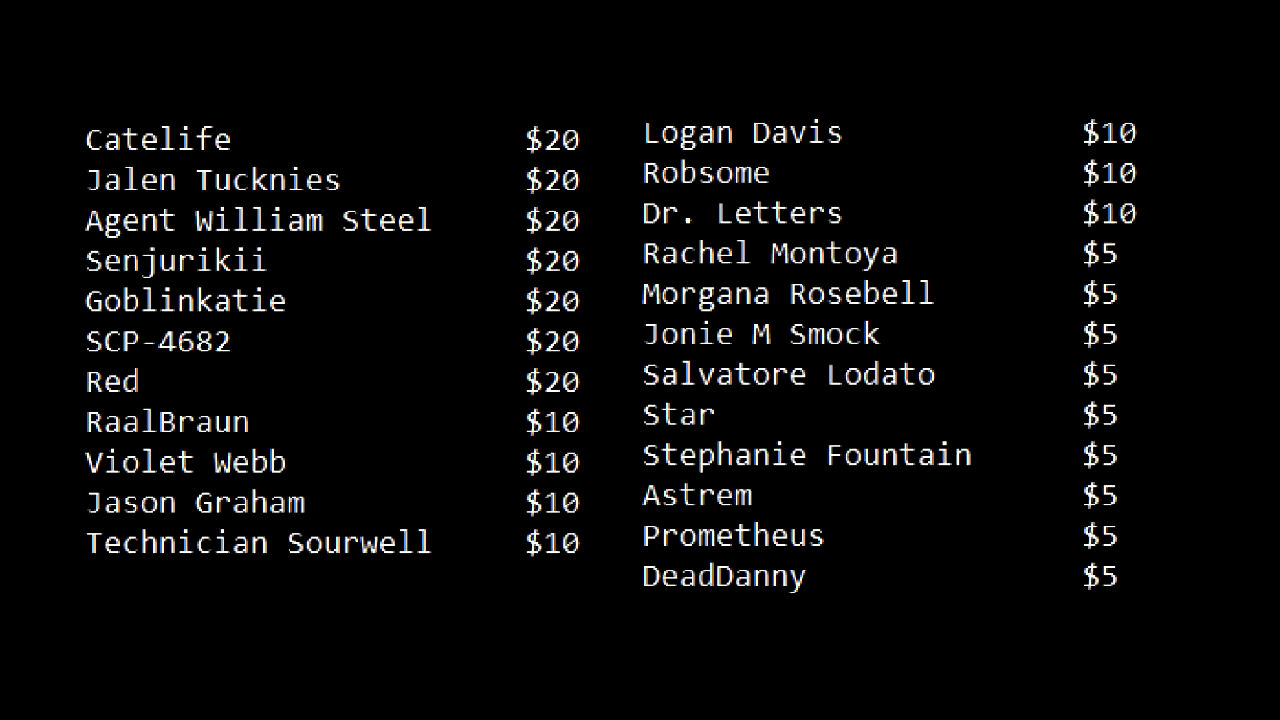 Catelife $20
Jalen Tucknies $20
Agent William Steel $20
Senjurikii $20
Goblinkatie $20
SCP-4682 $20
Red $20
RaalBraun $10
Violet Webb $10
Jason Graham $10
Technician Sourwell $10
Logan Davis $10
Robsome $10
Dr. Letters $10
Rachel Montoya $5
Morgana Rosebell $5
Jonie M Smock $5
Salvatore Lodato $5
Star $5
Stephanie Fountain $5
Astrem $5
Prometheus $5
DeadDanny $5